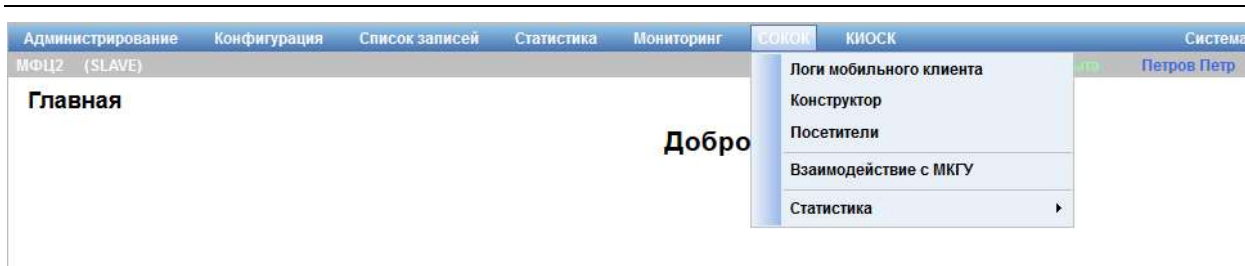 Администрирование Конфигурация Список записей Статистика Мониторинг СОКОК КИОСК Система
МФЦ2 (SLAVE) Петров Петр
Главная
Добро
Логи мобильного клиента
Конструктор
Посетители
Взаимодействие с МКГУ
Статистика